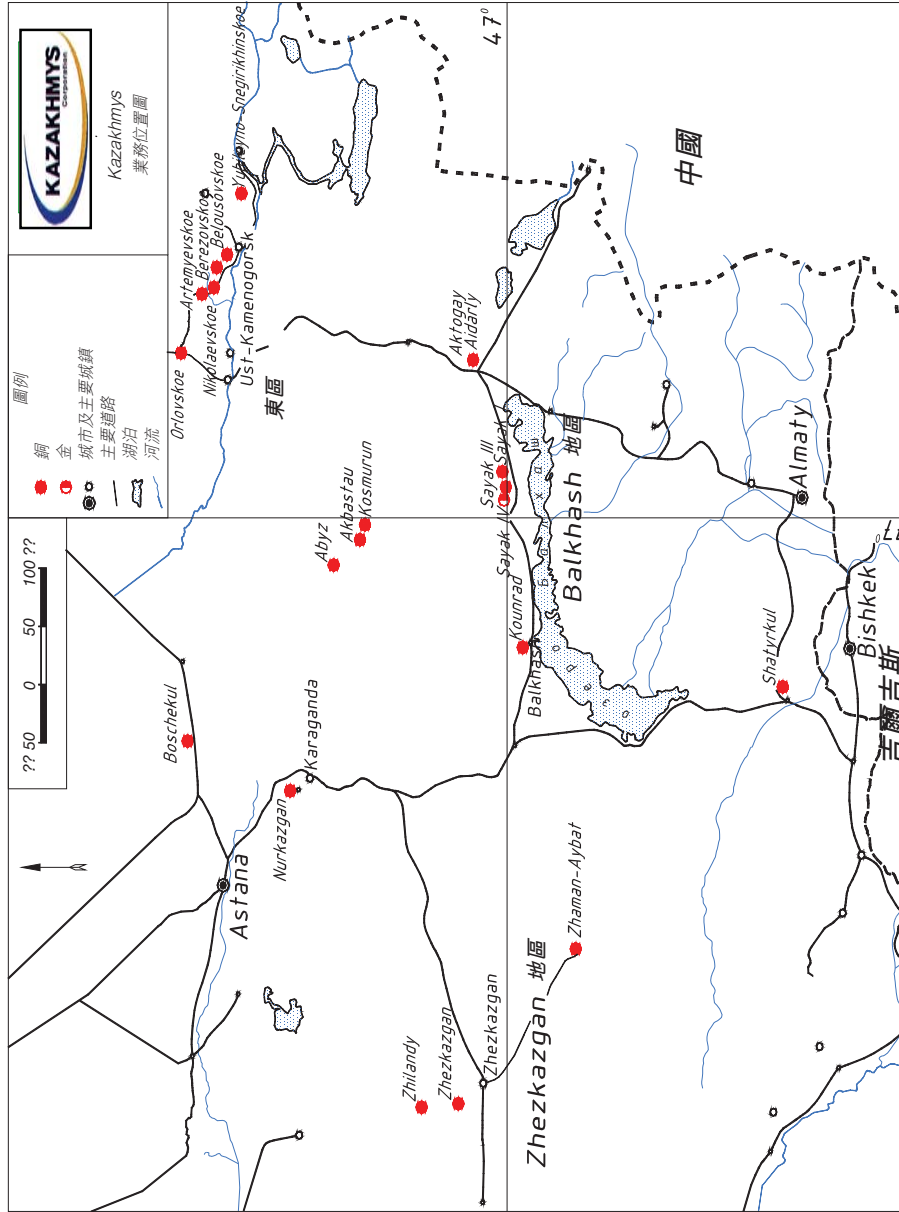 KAZAKHMYS
Corporation
Kazakhmys
業務位置圖
圖例
銅
金
城市及主要城鎮
主要道路
湖泊
河流
?? 50 0 50 100 ??
47°
Boschekul
Astana
Nurkazgan
Karaganda
Abyz
Akbastau
Kosmurun
Orlovskoe
Artemyevskoe
Berezovskoe
Belousovskoe
Nikolaevskoe
Ust-Kamenogorsk
Yubileyno-Snegirikhinskoe
東區
Aktogay
Aidarly
中國
Zhilandy
Zhezkazgan
Zhezkazgan
Zhezkazgan 地區
Zhaman-Aybat
Kounrad
Balkhash
Sayak IV
Sayak III
Sayak I
Balkhash 地區
Shatyrkul
Almaty
Bishkek
吉爾吉斯